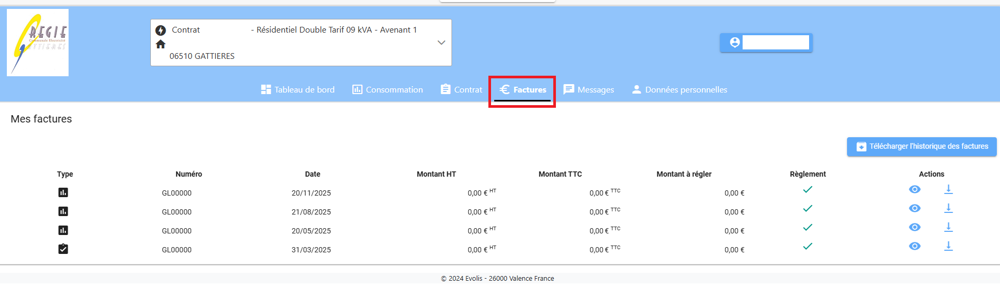 REGIE
Communale Electricité
GATTIERES
Contrat - Résidentiel Double Tarif 09 kVA - Avenant 1
06510 GATTIERES
Tableau de bord Consommation Contrat Factures Messages Données personnelles
Mes factures
Télécharger l'historique des factures
Type Numéro Date Montant HT Montant TTC Montant à régler Règlement Actions
GL00000 20/11/2025 0,00 € HT 0,00 € TTC 0,00 €
GL00000 21/08/2025 0,00 € HT 0,00 € TTC 0,00 €
GL00000 20/05/2025 0,00 € HT 0,00 € TTC 0,00 €
GL00000 31/03/2025 0,00 € HT 0,00 € TTC 0,00 €
© 2024 Evolis - 26000 Valence France